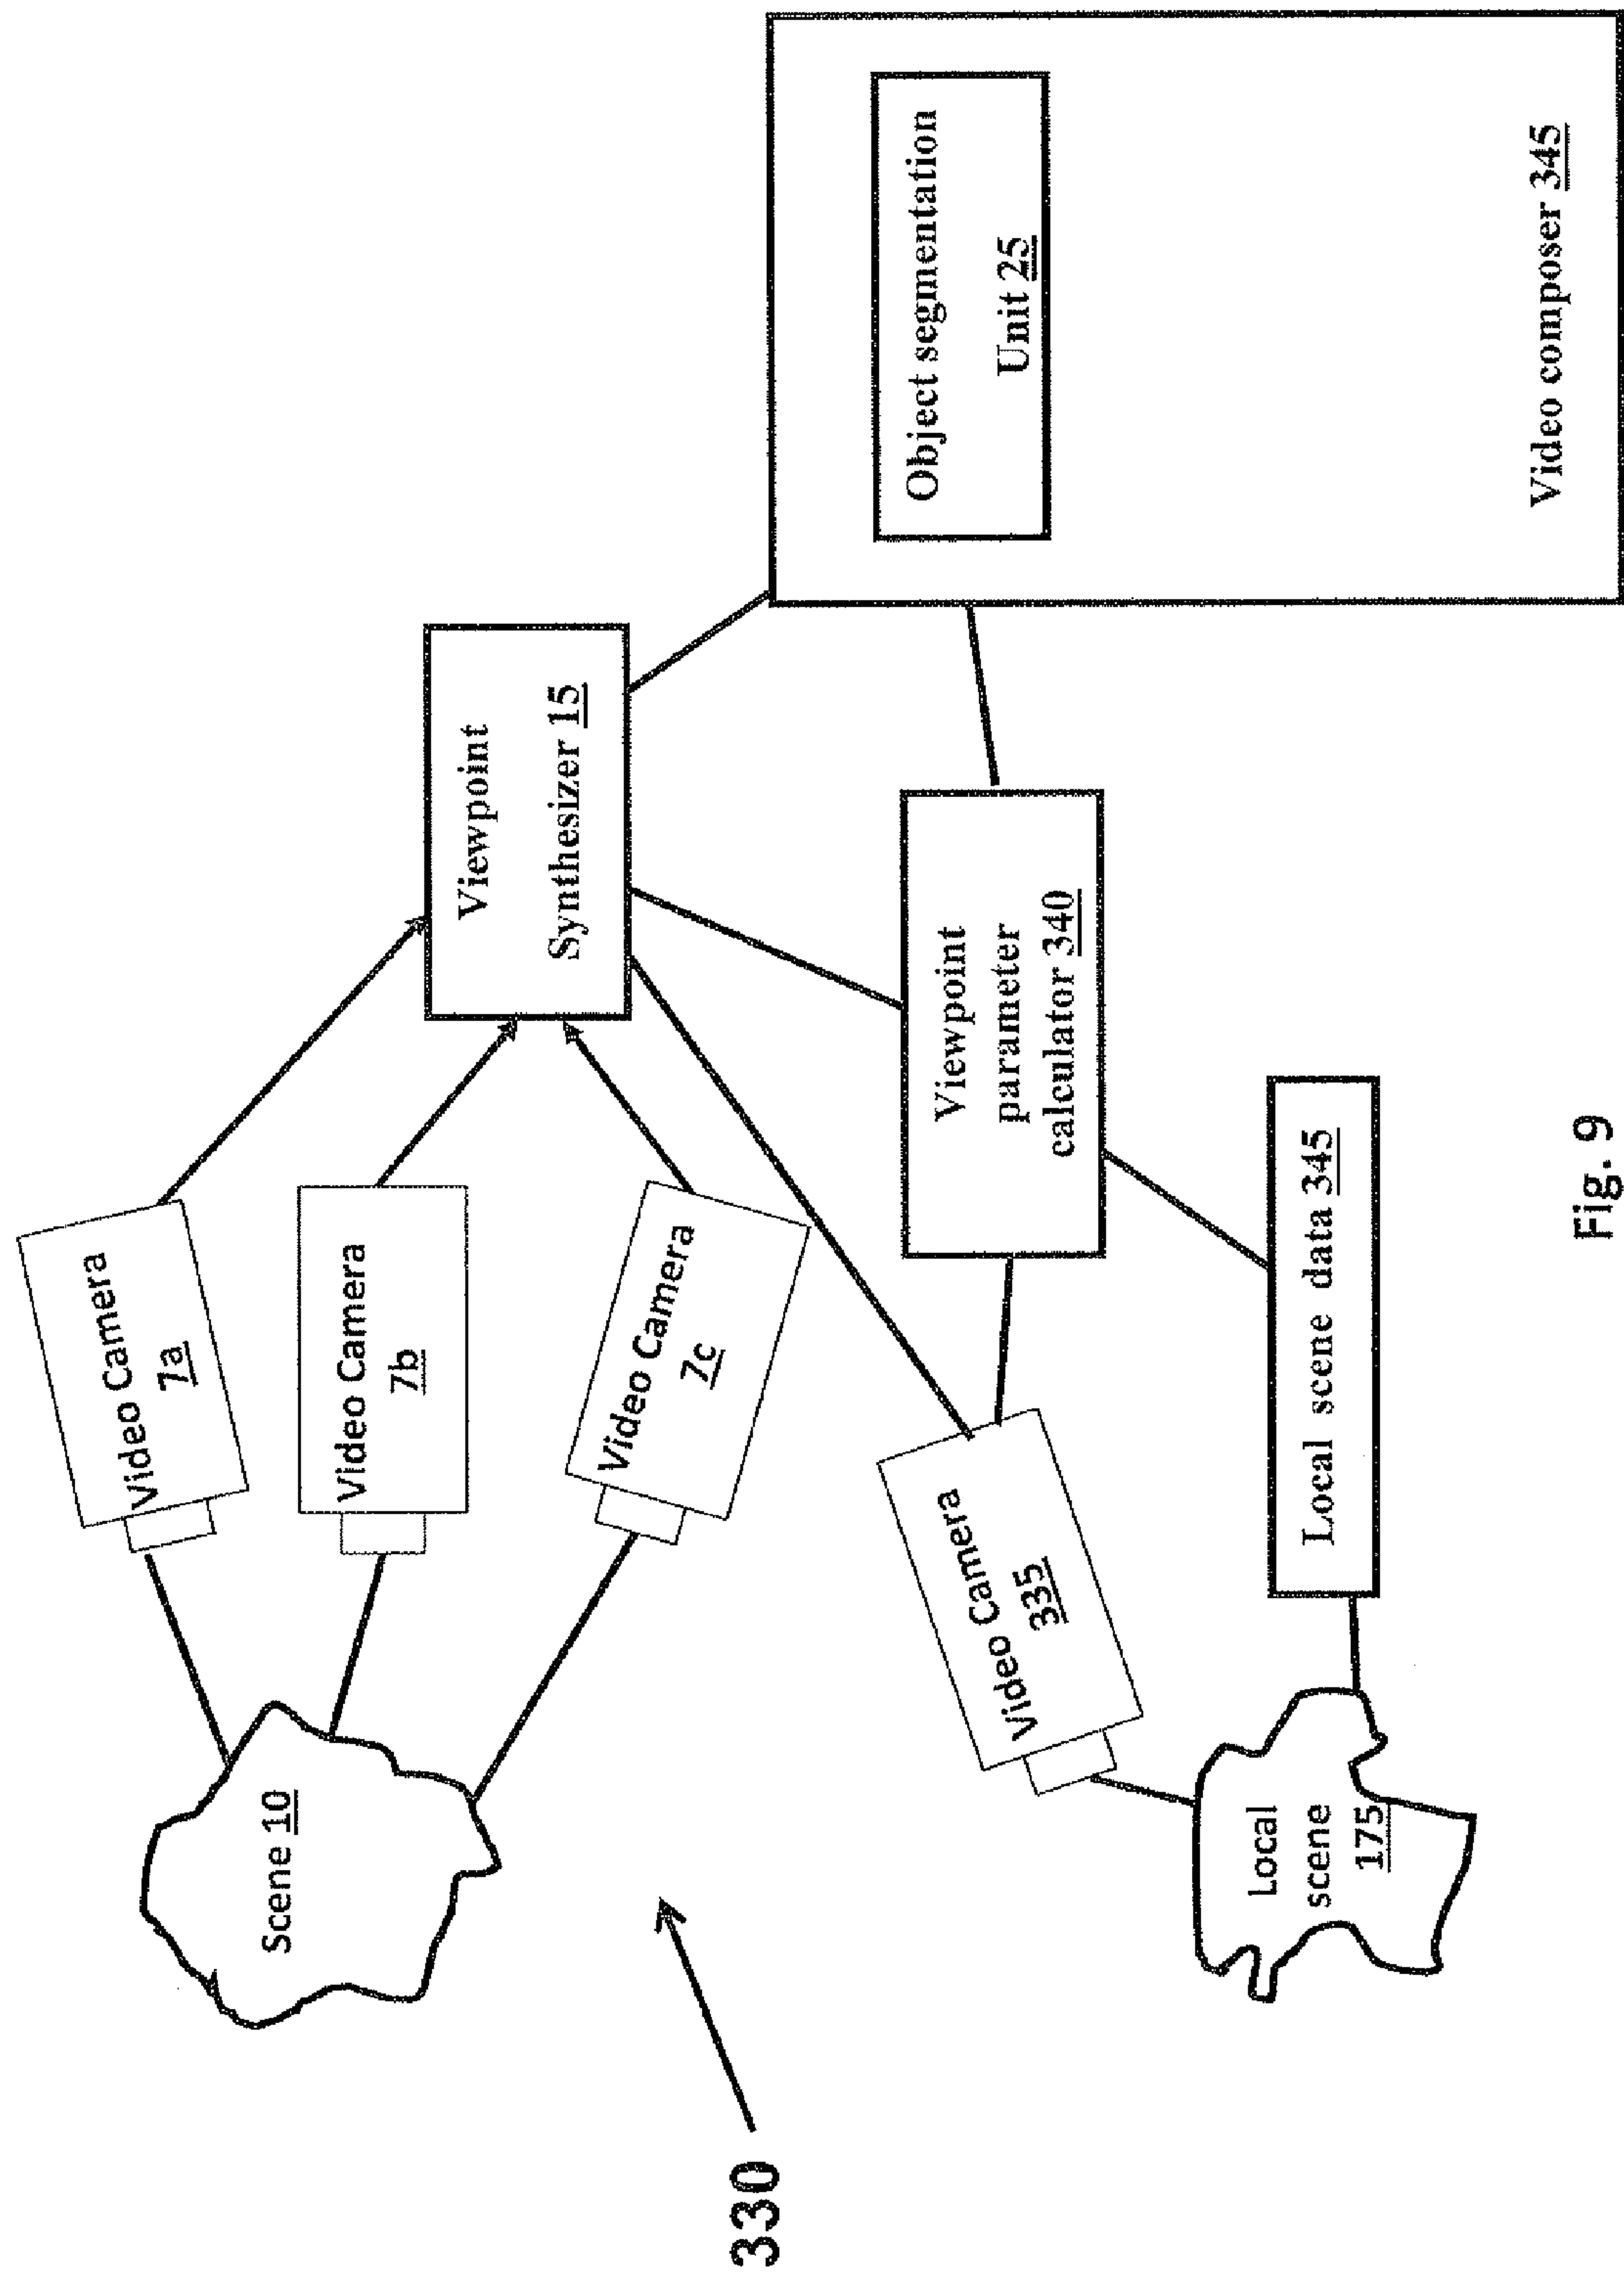 Video Camera
7a
Video Camera
7b
Video Camera
7c
Scene 10
Viewpoint
Synthesizer 15
330
Video Camera
335
Viewpoint
parameter
calculator 340
Object segmentation
Unit 25
Video composer 345
Local
scene
175
Local scene data 345
Fig. 9